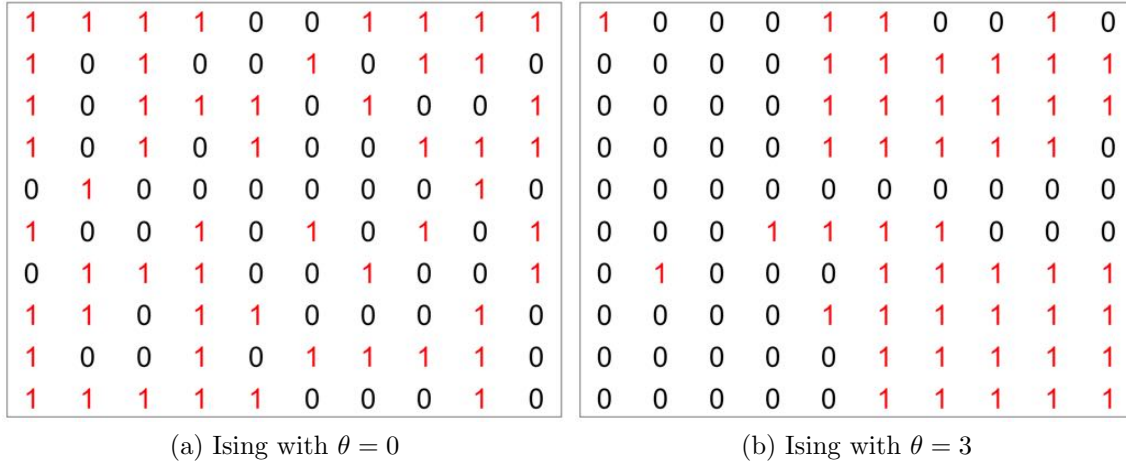 1 1 1 1 0 0 1 1 1 1
1 0 1 0 0 1 0 1 1 0
1 0 1 1 1 0 1 0 0 1
1 0 1 0 1 0 0 1 1 1
0 1 0 0 0 0 0 0 1 0
1 0 0 1 0 1 0 1 0 1
0 1 1 1 0 0 1 0 0 1
1 1 0 1 1 0 0 0 1 0
1 0 0 1 0 1 1 1 1 0
1 1 1 1 1 0 0 0 1 0
(a) Ising with θ = 0
1 0 0 0 1 1 0 0 1 0
0 0 0 0 1 1 1 1 1 1
0 0 0 0 1 1 1 1 1 1
0 0 0 0 1 1 1 1 1 0
0 0 0 0 0 0 0 0 0 0
0 0 0 1 1 1 1 0 0 0
0 1 0 0 0 1 1 1 1 1
0 0 0 0 1 1 1 1 1 1
0 0 0 0 0 1 1 1 1 1
0 0 0 0 0 1 1 1 1 1
(b) Ising with θ = 3